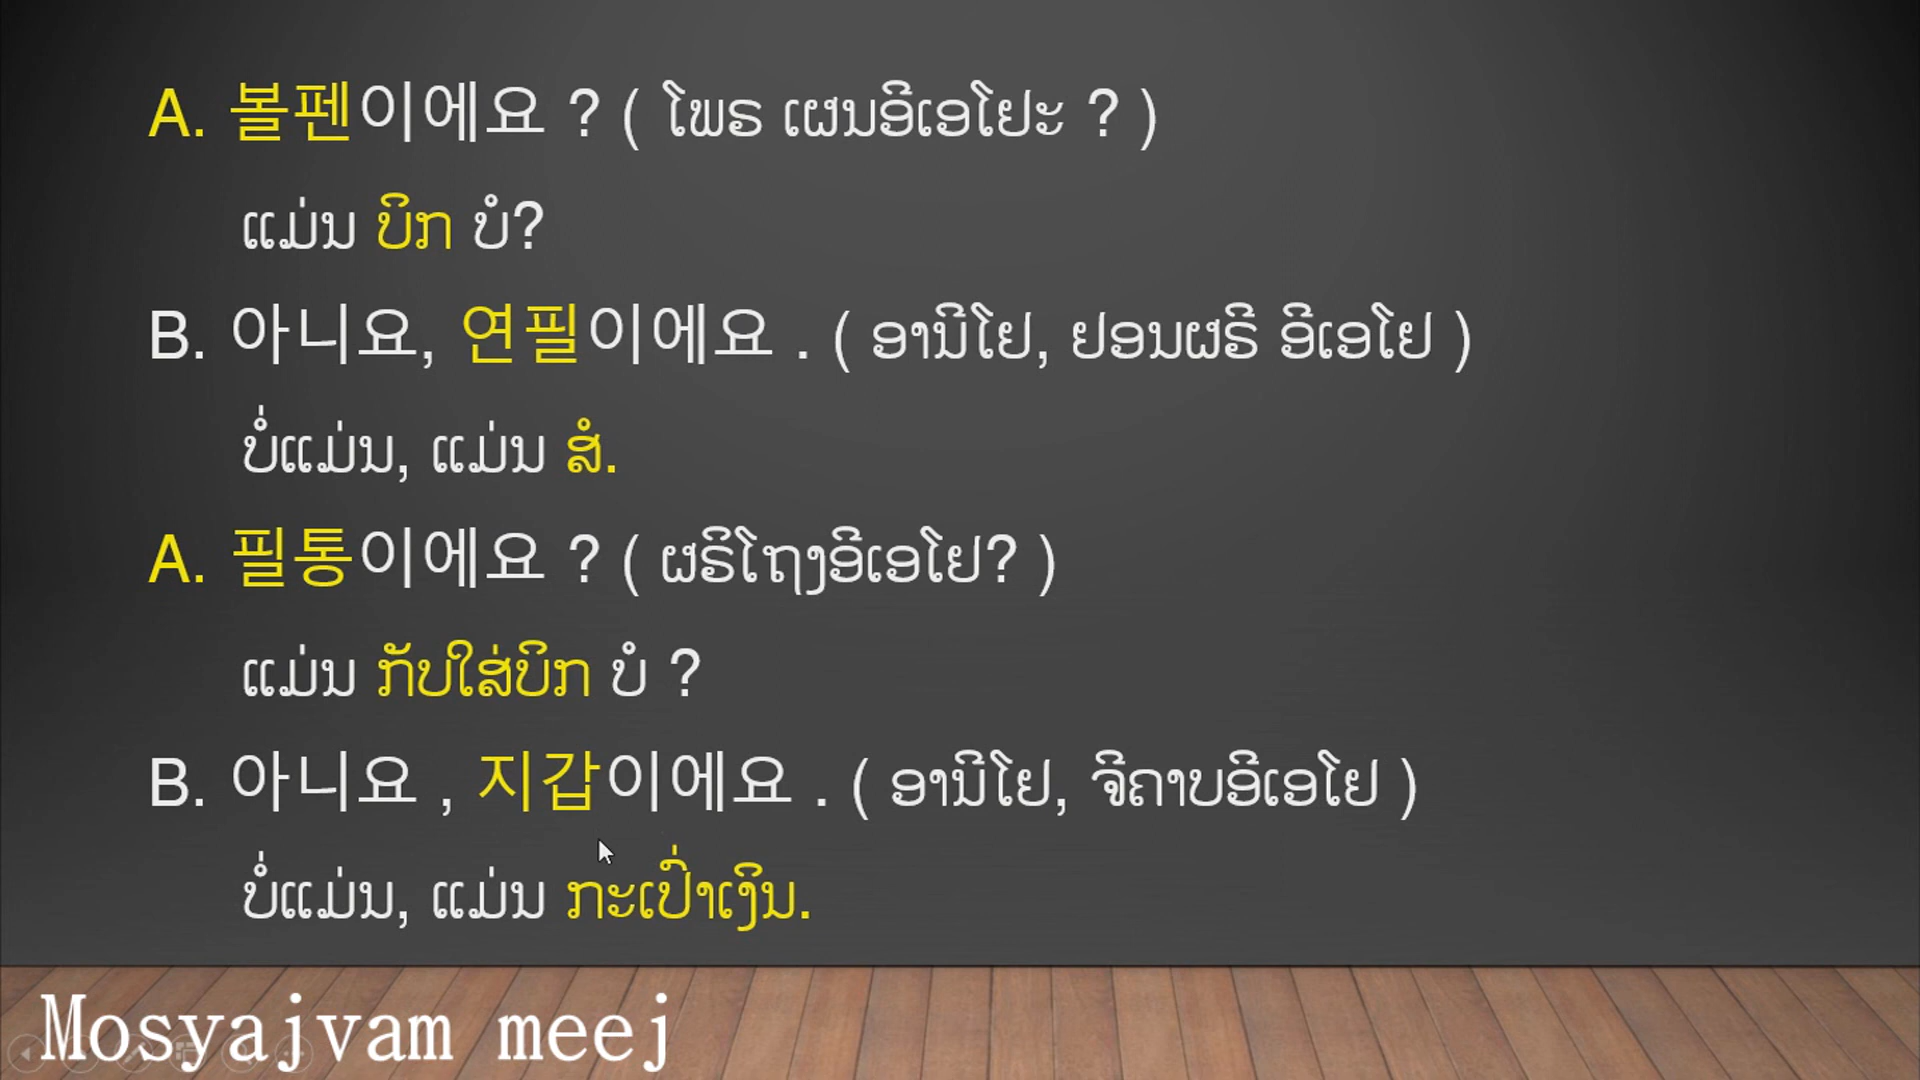 A. 볼펜이에요 ? ( ໂພຣ ເຜນອີເອໂຢະ ? )
ແມ່ນ ບິກ ບໍ?
B. 아니요, 연필이에요 . ( ອານີໂຢ, ຢອນຜຣີ ອີເອໂຢ )
ບໍ່ແມ່ນ, ແມ່ນ ສໍ.
A. 필통이에요 ? ( ຜຣິໂຖງອີເອໂຢ? )
ແມ່ນ ກັບໃສ່ບິກ ບໍ ?
B. 아니요 , 지갑이에요 . ( ອານີໂຢ, ຈີຄາບອີເອໂຢ )
ບໍ່ແມ່ນ, ແມ່ນ ກະເປົ່າເງິນ.
Mosyajvam meej